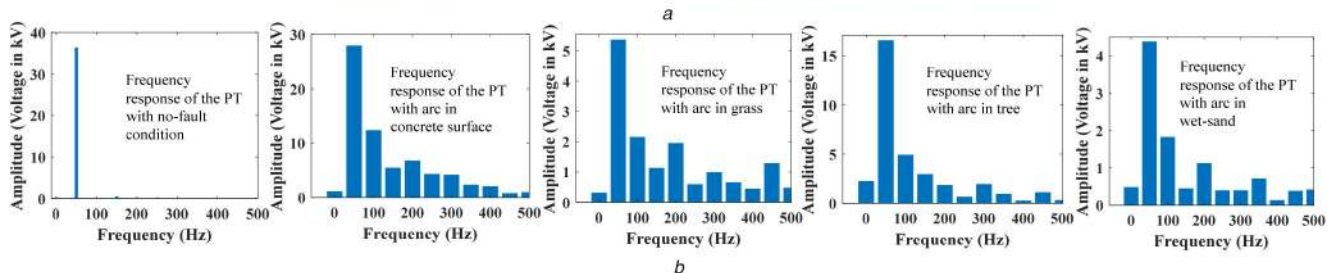 a
Amplitude (Voltage in kV)
40
30
20
10
0
Frequency
response of the PT
with no-fault
condition
0 100 200 300 400 500
Frequency (Hz)
Amplitude (Voltage in kV)
30
20
10
0
Frequency
response of the PT
with arc in
concrete surface
0 100 200 300 400 500
Frequency (Hz)
Amplitude (Voltage in kV)
5
4
3
2
1
0
Frequency
response of the PT
with arc in grass
0 100 200 300 400 500
Frequency (Hz)
Amplitude (Voltage in kV)
15
10
5
0
Frequency
response of the PT
with arc in tree
0 100 200 300 400 500
Frequency (Hz)
Amplitude (Voltage in kV)
4
3
2
1
0
Frequency
response of the PT
with arc in
wet-sand
0 100 200 300 400 500
Frequency (Hz)
b